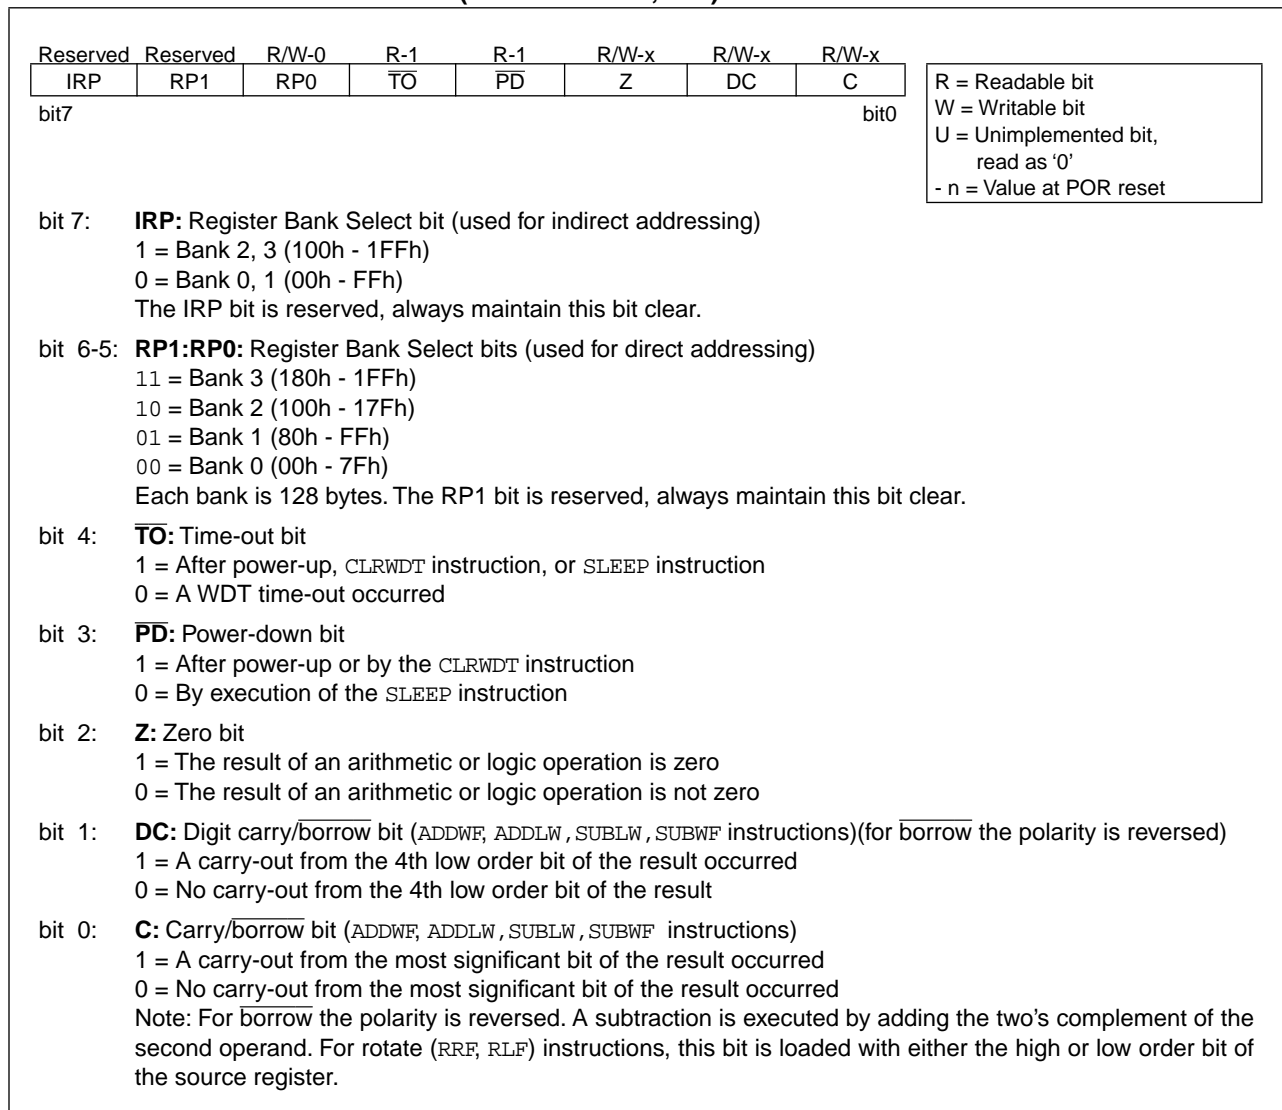 Reserved Reserved R/W-0 R-1 R-1 R/W-x R/W-x R/W-x
IRP RP1 RP0 T̅O̅ P̅D̅ Z DC C
bit7 bit0
R = Readable bit
W = Writable bit
U = Unimplemented bit,
read as ‘0’
- n = Value at POR reset
bit 7: IRP: Register Bank Select bit (used for indirect addressing)
1 = Bank 2, 3 (100h - 1FFh)
0 = Bank 0, 1 (00h - FFh)
The IRP bit is reserved, always maintain this bit clear.
bit 6-5: RP1:RP0: Register Bank Select bits (used for direct addressing)
11 = Bank 3 (180h - 1FFh)
10 = Bank 2 (100h - 17Fh)
01 = Bank 1 (80h - FFh)
00 = Bank 0 (00h - 7Fh)
Each bank is 128 bytes. The RP1 bit is reserved, always maintain this bit clear.
bit 4: T̅O̅: Time-out bit
1 = After power-up, CLRWDT instruction, or SLEEP instruction
0 = A WDT time-out occurred
bit 3: P̅D̅: Power-down bit
1 = After power-up or by the CLRWDT instruction
0 = By execution of the SLEEP instruction
bit 2: Z: Zero bit
1 = The result of an arithmetic or logic operation is zero
0 = The result of an arithmetic or logic operation is not zero
bit 1: DC: Digit carry/b̅o̅r̅r̅o̅w̅ bit (ADDWF, ADDLW,SUBLW,SUBWF instructions)(for b̅o̅r̅r̅o̅w̅ the polarity is reversed)
1 = A carry-out from the 4th low order bit of the result occurred
0 = No carry-out from the 4th low order bit of the result
bit 0: C: Carry/b̅o̅r̅r̅o̅w̅ bit (ADDWF, ADDLW,SUBLW,SUBWF instructions)
1 = A carry-out from the most significant bit of the result occurred
0 = No carry-out from the most significant bit of the result occurred
Note: For b̅o̅r̅r̅o̅w̅ the polarity is reversed. A subtraction is executed by adding the two’s complement of the
second operand. For rotate (RRF, RLF) instructions, this bit is loaded with either the high or low order bit of
the source register.